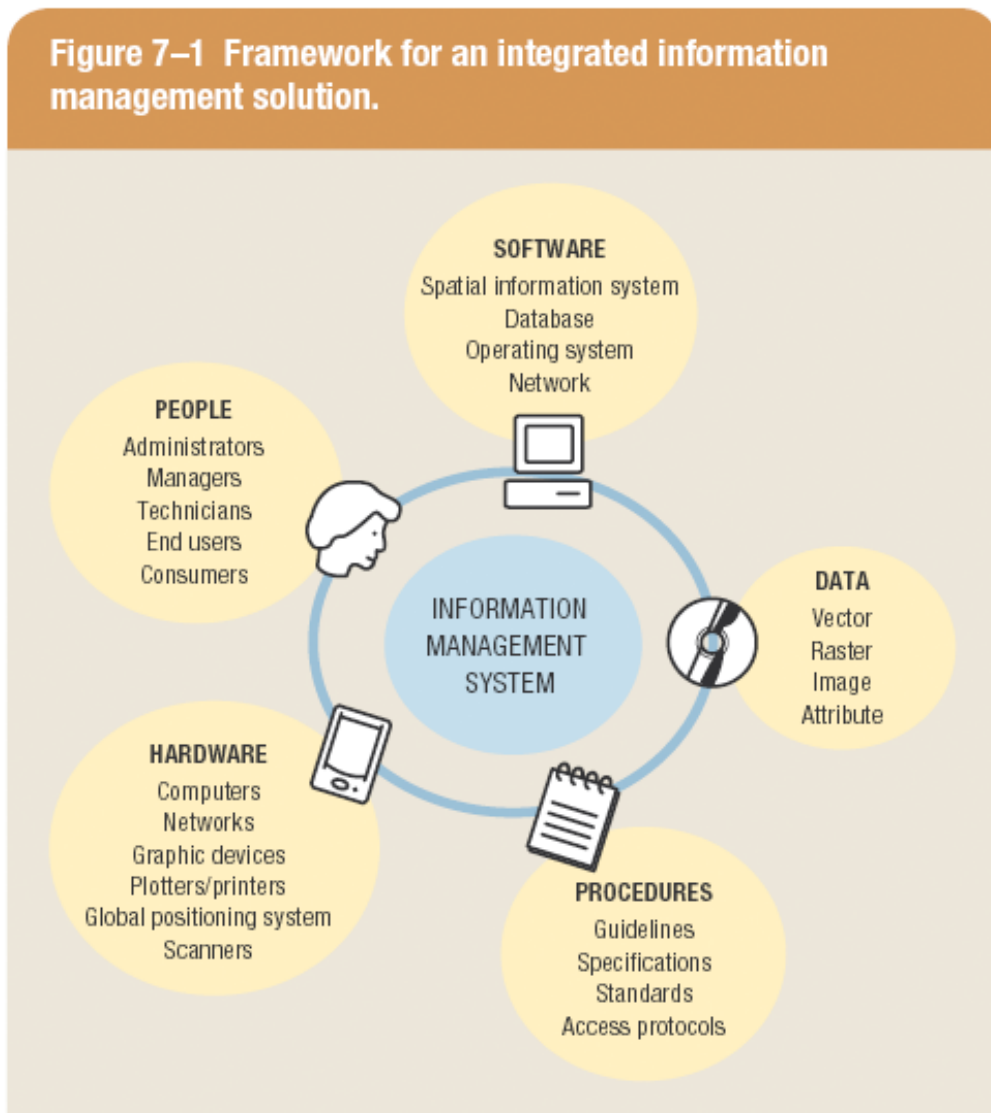 Figure 7–1 Framework for an integrated information
management solution.
SOFTWARE
Spatial information system
Database
Operating system
Network
PEOPLE
Administrators
Managers
Technicians
End users
Consumers
INFORMATION
MANAGEMENT
SYSTEM
DATA
Vector
Raster
Image
Attribute
HARDWARE
Computers
Networks
Graphic devices
Plotters/printers
Global positioning system
Scanners
PROCEDURES
Guidelines
Specifications
Standards
Access protocols